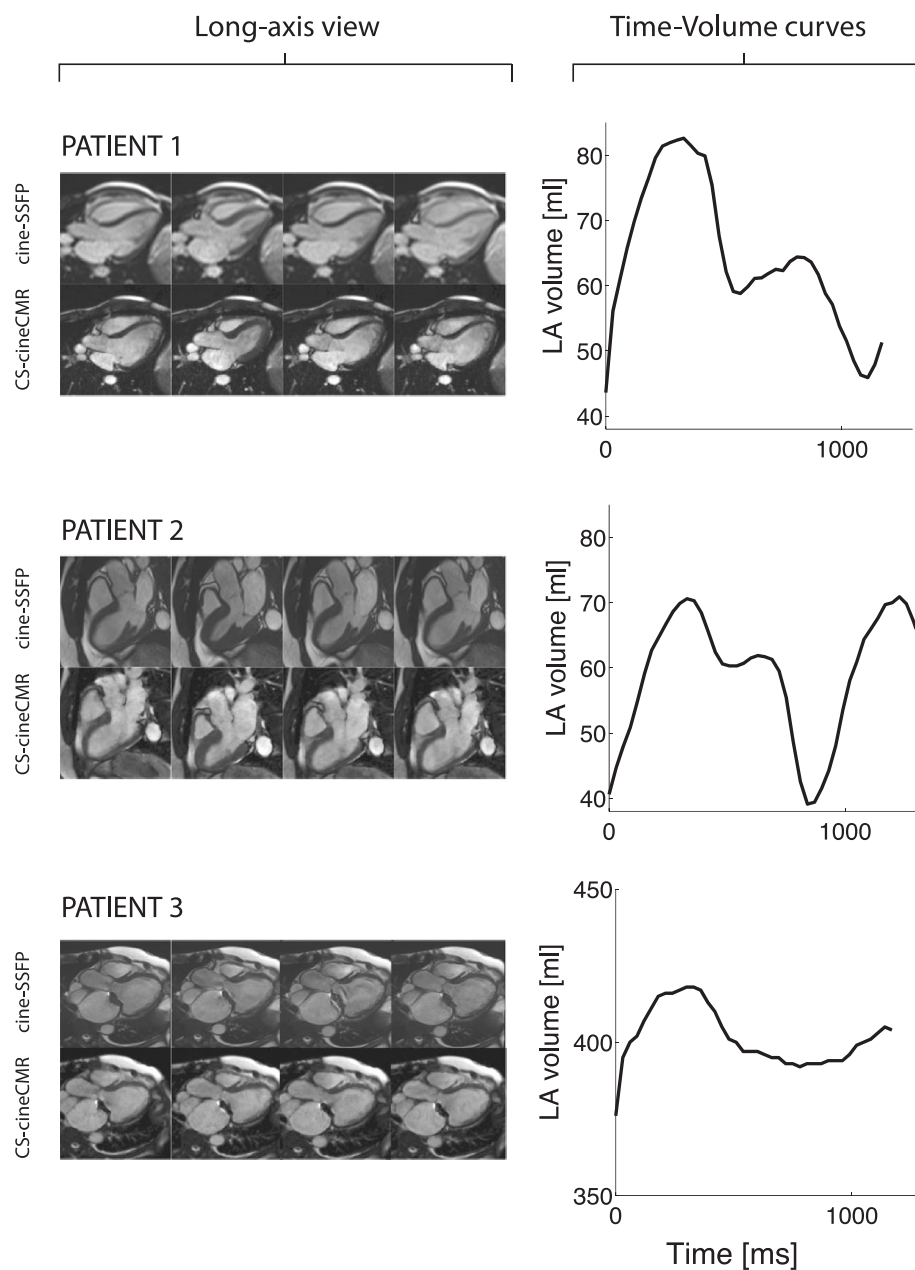 Long-axis view
Time-Volume curves
PATIENT 1
cine-SSFP
CS-cineCMR
LA volume [ml]
80
60
50
40
0
1000
PATIENT 2
cine-SSFP
CS-cineCMR
LA volume [ml]
80
70
60
50
40
0
1000
PATIENT 3
cine-SSFP
CS-cineCMR
LA volume [ml]
450
400
350
0
1000
Time [ms]